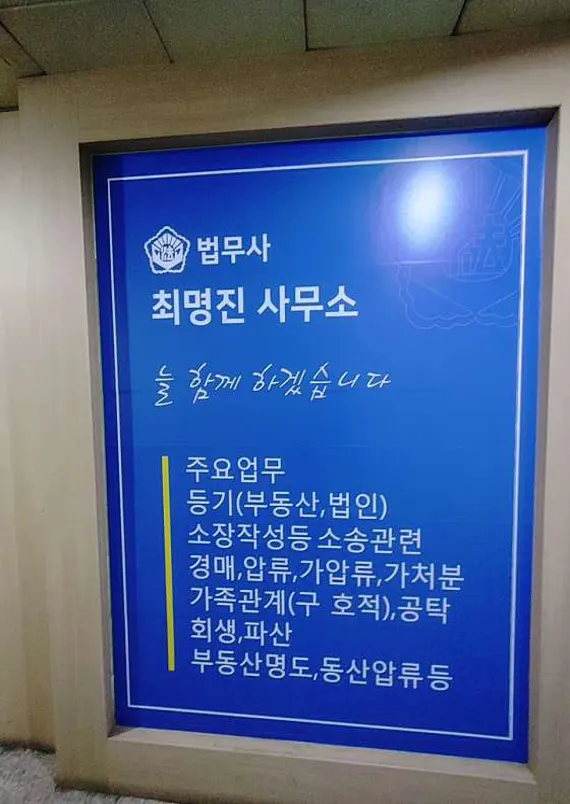 법무사
최명진 사무소
늘 함께 하겠습니다
주요업무
등기(부동산,법인)
소장작성등 소송관련
경매,압류,가압류,가처분
가족관계(구 호적),공탁
회생,파산
부동산명도,동산압류등
法